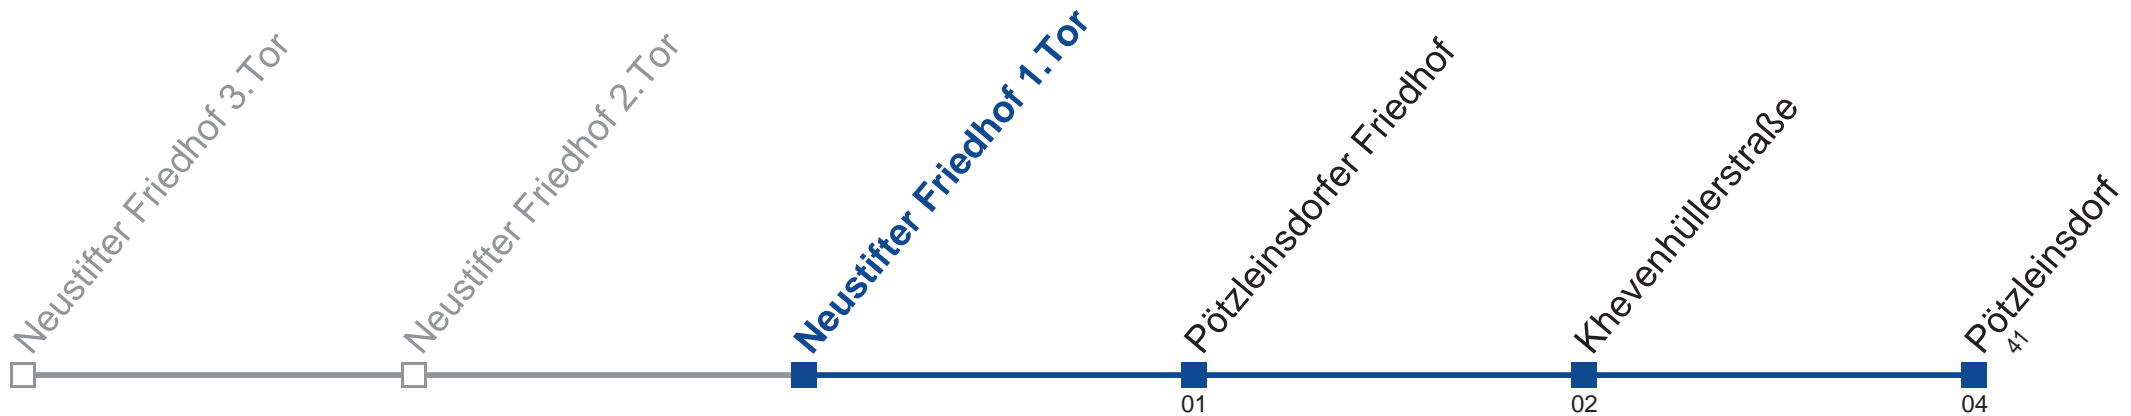 Neustifter Friedhof 3.Tor
Neustifter Friedhof 2.Tor
Neustifter Friedhof 1.Tor
Pötzleinsdorfer Friedhof
Khevenhüllerstraße
Pötzleinsdorf
41
01
02
04